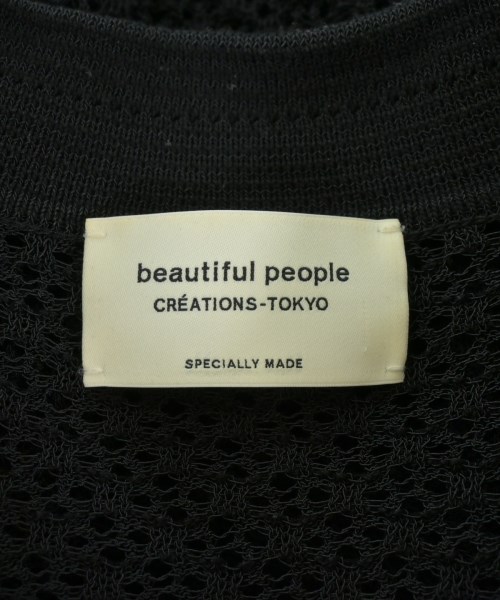 beautiful people
CRÉATIONS-TOKYO
SPECIALLY MADE